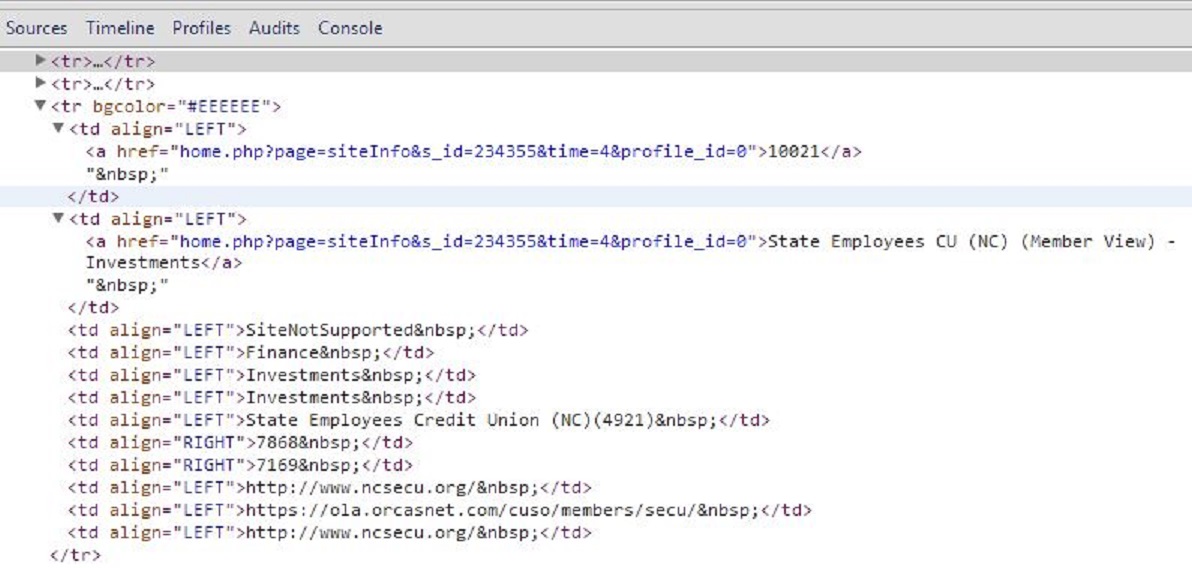 Sources Timeline Profiles Audits Console
▶<tr>…</tr>
▶<tr>…</tr>
▼<tr bgcolor="#EEEEEE">
▼<td align="LEFT">
<a href="home.php?page=siteInfo&s_id=234355&time=4&profile_id=0">10021</a>
"&nbsp;"
</td>
▼<td align="LEFT">
<a href="home.php?page=siteInfo&s_id=234355&time=4&profile_id=0">State Employees CU (NC) (Member View) -
Investments</a>
"&nbsp;"
</td>
<td align="LEFT">SiteNotSupported&nbsp;</td>
<td align="LEFT">Finance&nbsp;</td>
<td align="LEFT">Investments&nbsp;</td>
<td align="LEFT">Investments&nbsp;</td>
<td align="LEFT">State Employees Credit Union (NC)(4921)&nbsp;</td>
<td align="RIGHT">7868&nbsp;</td>
<td align="RIGHT">7169&nbsp;</td>
<td align="LEFT">http://www.ncsecu.org/&nbsp;</td>
<td align="LEFT">https://ola.orcasnet.com/cuso/members/secu/&nbsp;</td>
<td align="LEFT">http://www.ncsecu.org/&nbsp;</td>
</tr>